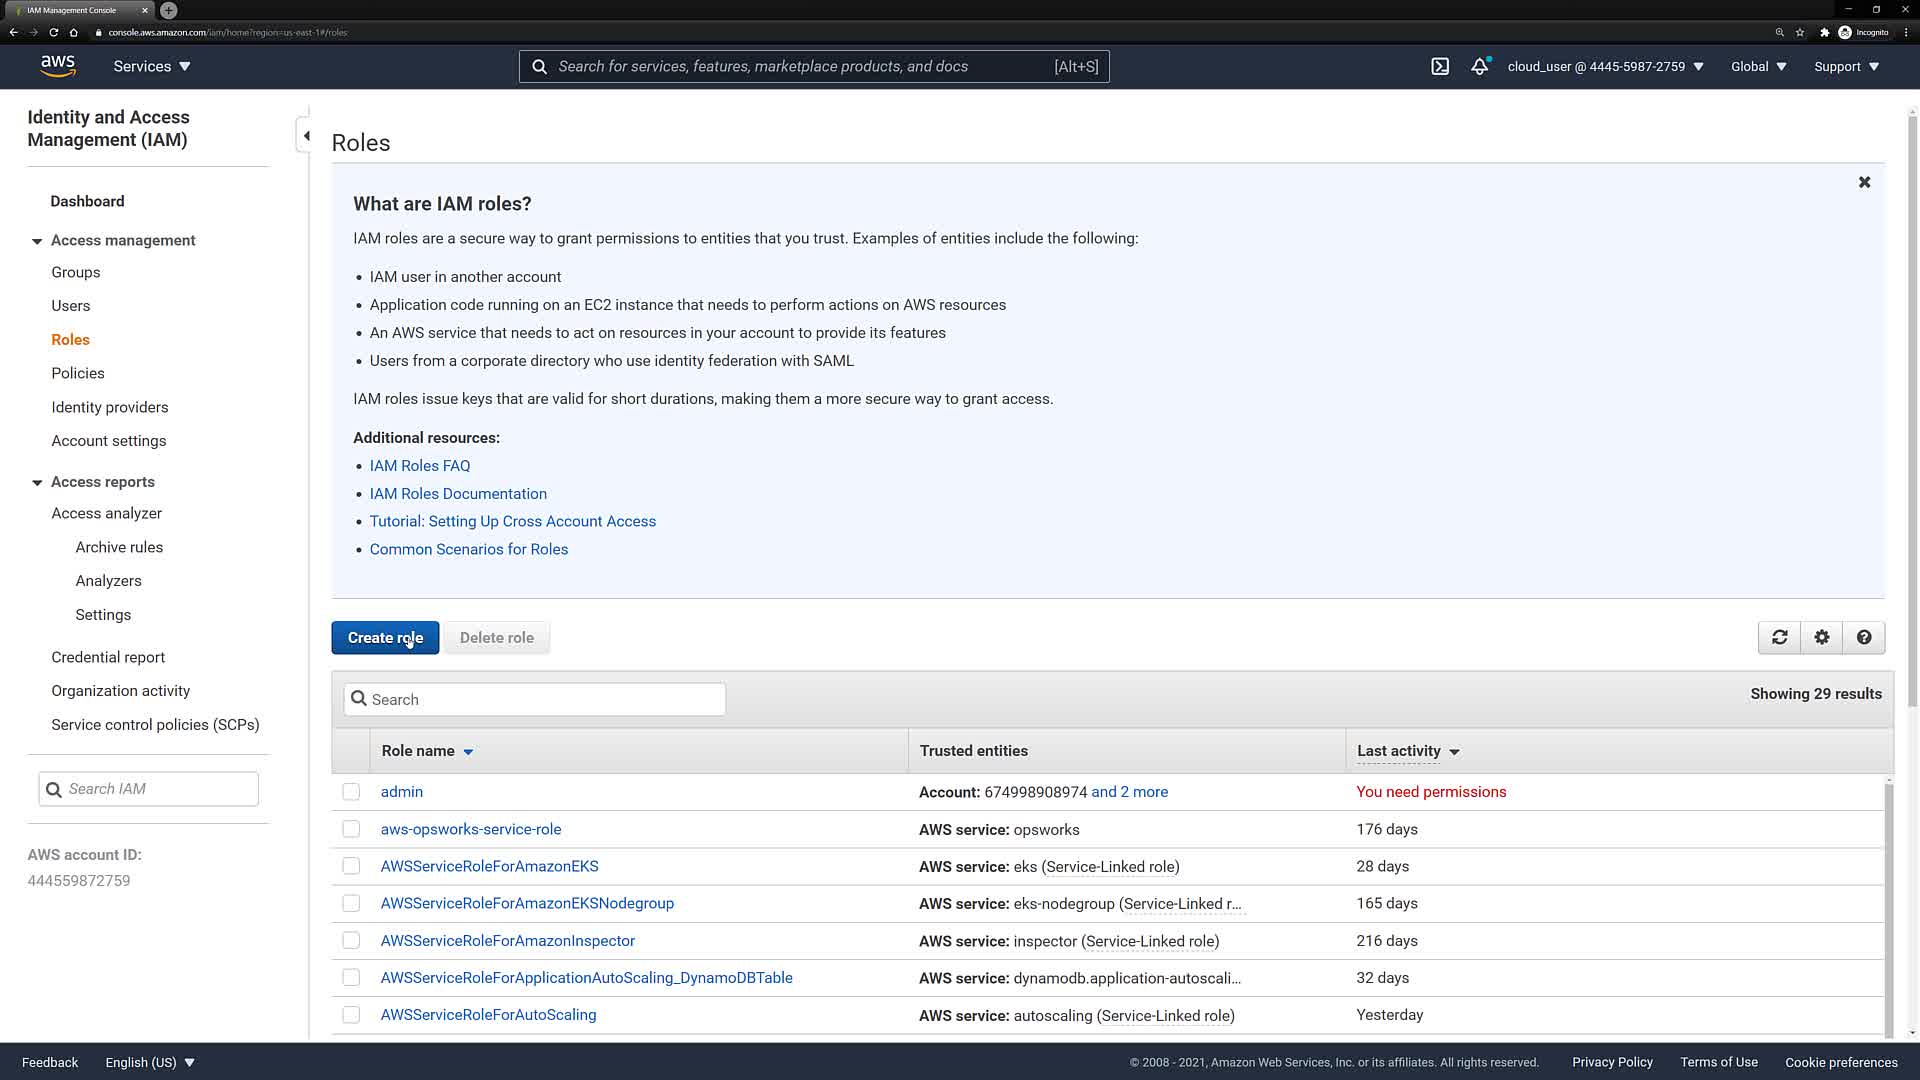 IAM Management Console
console.aws.amazon.com/iam/home?region=us-east-1#/roles
Incognito
aws
Services
Search for services, features, marketplace products, and docs
[Alt+S]
cloud_user @ 4445-5987-2759
Global
Support
Identity and Access
Management (IAM)
Dashboard
Access management
Groups
Users
Roles
Policies
Identity providers
Account settings
Access reports
Access analyzer
Archive rules
Analyzers
Settings
Credential report
Organization activity
Service control policies (SCPs)
Search IAM
AWS account ID:
444559872759
Roles
What are IAM roles?
IAM roles are a secure way to grant permissions to entities that you trust. Examples of entities include the following:
IAM user in another account
Application code running on an EC2 instance that needs to perform actions on AWS resources
An AWS service that needs to act on resources in your account to provide its features
Users from a corporate directory who use identity federation with SAML
IAM roles issue keys that are valid for short durations, making them a more secure way to grant access.
Additional resources:
IAM Roles FAQ
IAM Roles Documentation
Tutorial: Setting Up Cross Account Access
Common Scenarios for Roles
Create role
Delete role
Search
Showing 29 results
Role name
Trusted entities
Last activity
admin
Account: 674998908974 and 2 more
You need permissions
aws-opsworks-service-role
AWS service: opsworks
176 days
AWSServiceRoleForAmazonEKS
AWS service: eks (Service-Linked role)
28 days
AWSServiceRoleForAmazonEKSNodegroup
AWS service: eks-nodegroup (Service-Linked r...
165 days
AWSServiceRoleForAmazonInspector
AWS service: inspector (Service-Linked role)
216 days
AWSServiceRoleForApplicationAutoScaling_DynamoDBTable
AWS service: dynamodb.application-autoscali...
32 days
AWSServiceRoleForAutoScaling
AWS service: autoscaling (Service-Linked role)
Yesterday
Feedback
English (US)
© 2008 - 2021, Amazon Web Services, Inc. or its affiliates. All rights reserved.
Privacy Policy
Terms of Use
Cookie preferences